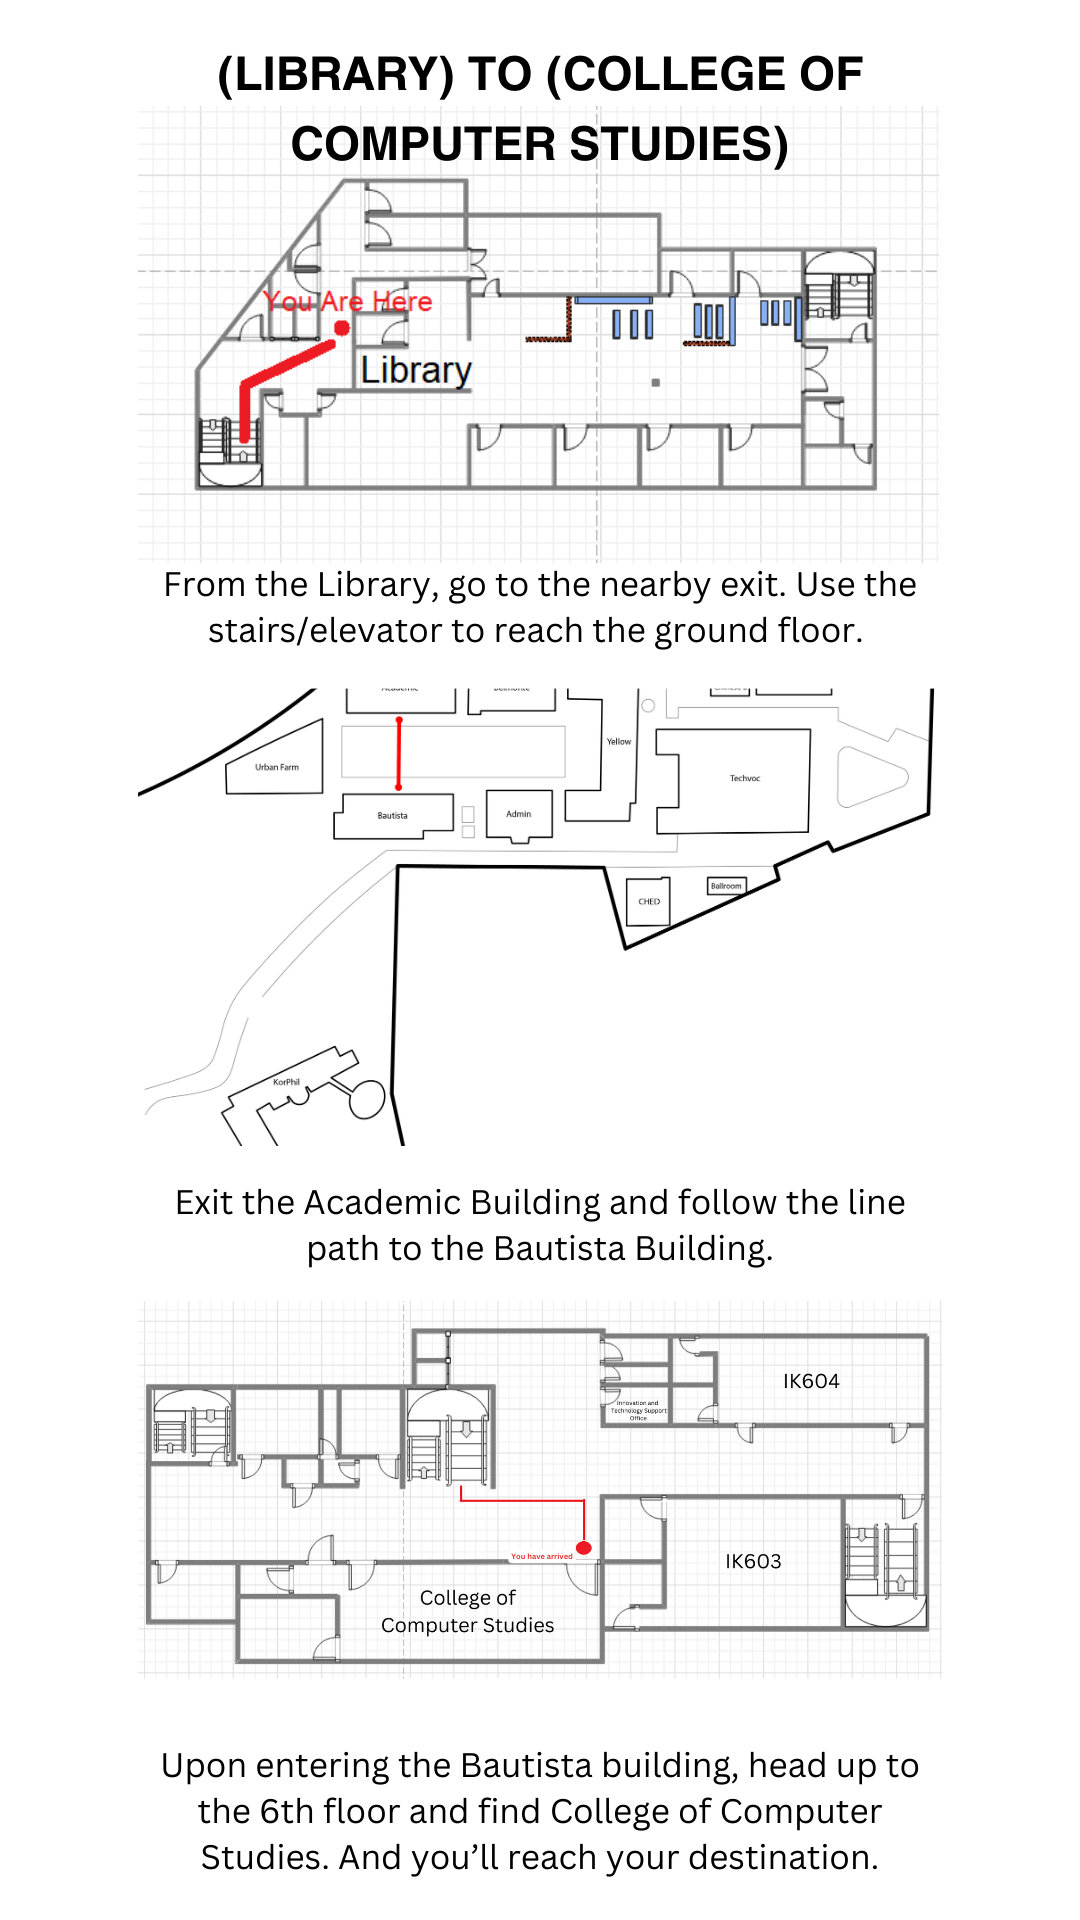 (LIBRARY) TO (COLLEGE OF
COMPUTER STUDIES)
You Are Here
Library
From the Library, go to the nearby exit. Use the
stairs/elevator to reach the ground floor.
Academic
Belmonte
Yellow
Urban Farm
Techvoc
Bautista
Admin
Ballroom
CHED
KorPhil
Exit the Academic Building and follow the line
path to the Bautista Building.
IK604
Innovation and
Technology Support
Office
You have arrived
IK603
College of
Computer Studies
Upon entering the Bautista building, head up to
the 6th floor and find College of Computer
Studies. And you’ll reach your destination.